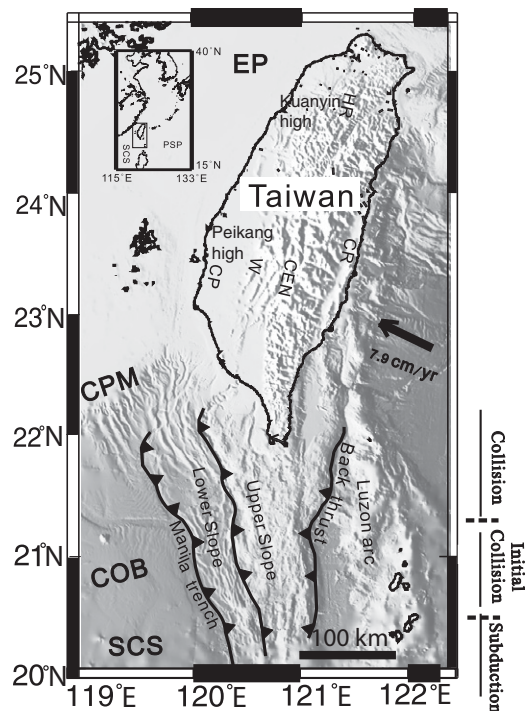 25°N
24°N
23°N
22°N
21°N
20°N
119°E
120°E
121°E
122°E
40°N
15°N
115°E
133°E
SCS
PSP
EP
Kuanyin
high
HR
Taiwan
Peikang
high
CP
W
CEN
CR
7.9 cm/yr
CPM
COB
SCS
Manila trench
Lower Slope
Upper Slope
Back thrust
Luzon arc
100 km
Collision
Initial
Collision
Subduction